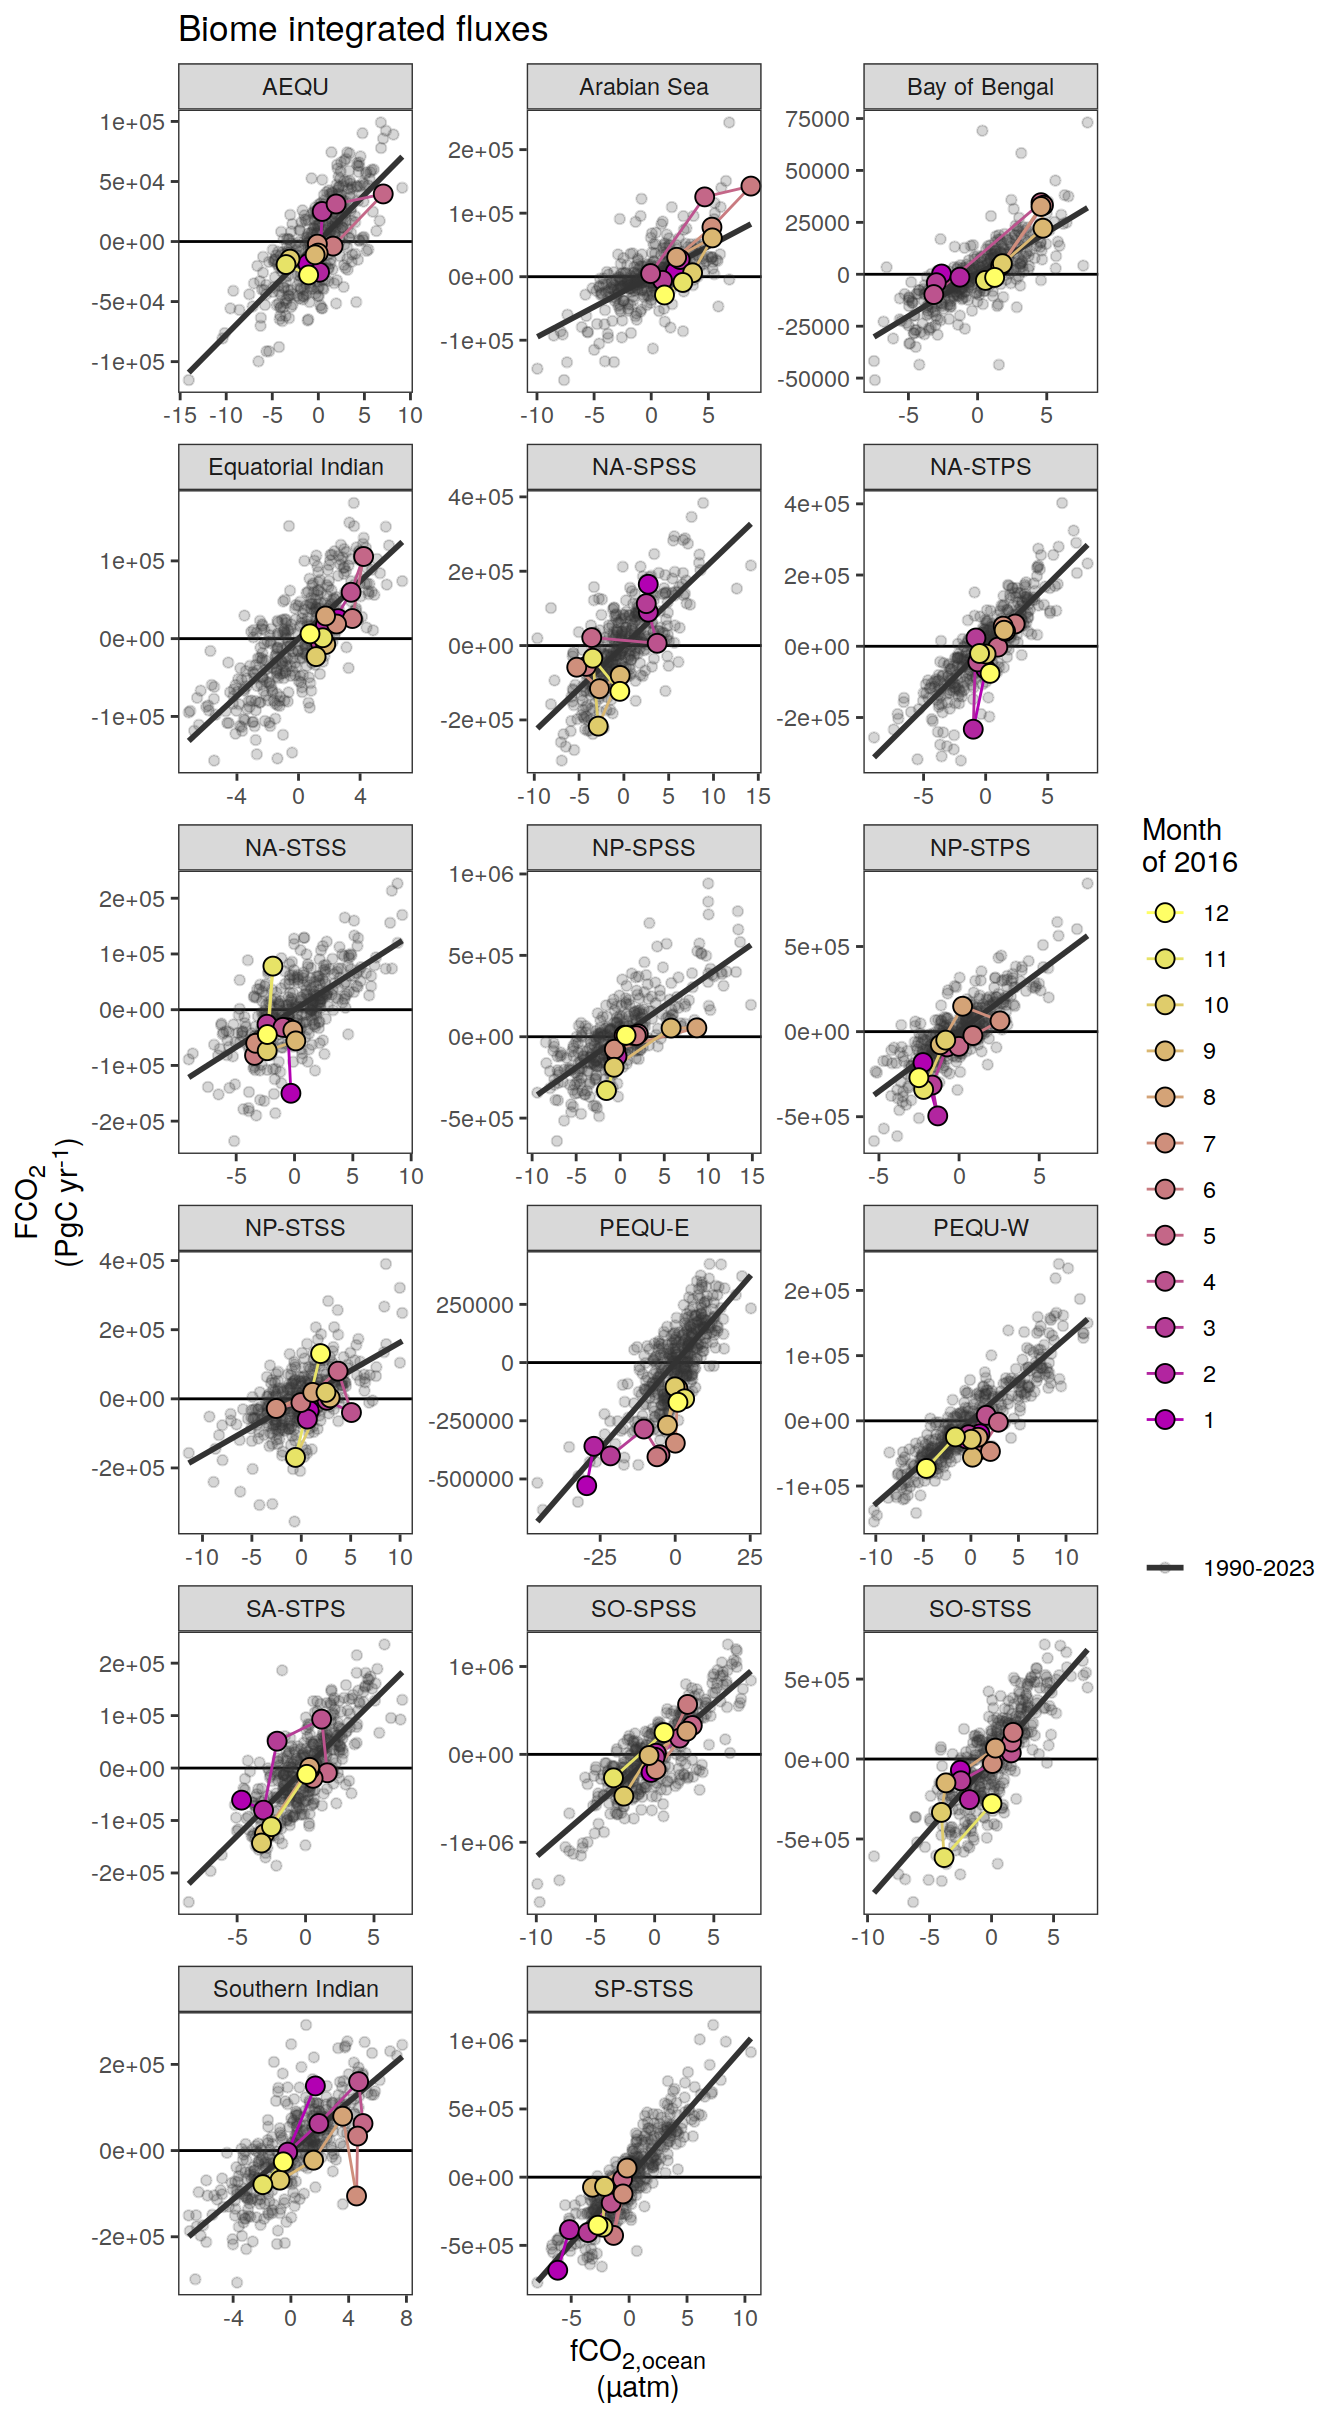 Biome integrated fluxes
AEQU
Arabian Sea
Bay of Bengal
1e+05
5e+04
0e+00
-5e+04
-1e+05
2e+05
1e+05
0e+00
-1e+05
75000
50000
25000
0
-25000
-50000
-15 -10 -5 0 5 10
-10 -5 0 5
-5 0 5
Equatorial Indian
NA-SPSS
NA-STPS
1e+05
0e+00
-1e+05
4e+05
2e+05
0e+00
-2e+05
4e+05
2e+05
0e+00
-2e+05
-4 0 4
-10 -5 0 5 10 15
-5 0 5
NA-STSS
NP-SPSS
NP-STPS
2e+05
1e+05
0e+00
-1e+05
-2e+05
1e+06
5e+05
0e+00
-5e+05
5e+05
0e+00
-5e+05
-5 0 5 10
-10 -5 0 5 10 15
-5 0 5
NP-STSS
PEQU-E
PEQU-W
4e+05
2e+05
0e+00
-2e+05
250000
0
-250000
-500000
2e+05
1e+05
0e+00
-1e+05
-10 -5 0 5 10
-25 0 25
-10 -5 0 5 10
SA-STPS
SO-SPSS
SO-STSS
2e+05
1e+05
0e+00
-1e+05
-2e+05
1e+06
0e+00
-1e+06
5e+05
0e+00
-5e+05
-5 0 5
-10 -5 0 5
-10 -5 0 5
Southern Indian
SP-STSS
2e+05
0e+00
-2e+05
1e+06
5e+05
0e+00
-5e+05
-4 0 4 8
-5 0 5 10
fCO2,ocean
(µatm)
FCO2
(PgC yr-1)
Month
of 2016
12
11
10
9
8
7
6
5
4
3
2
1
1990-2023